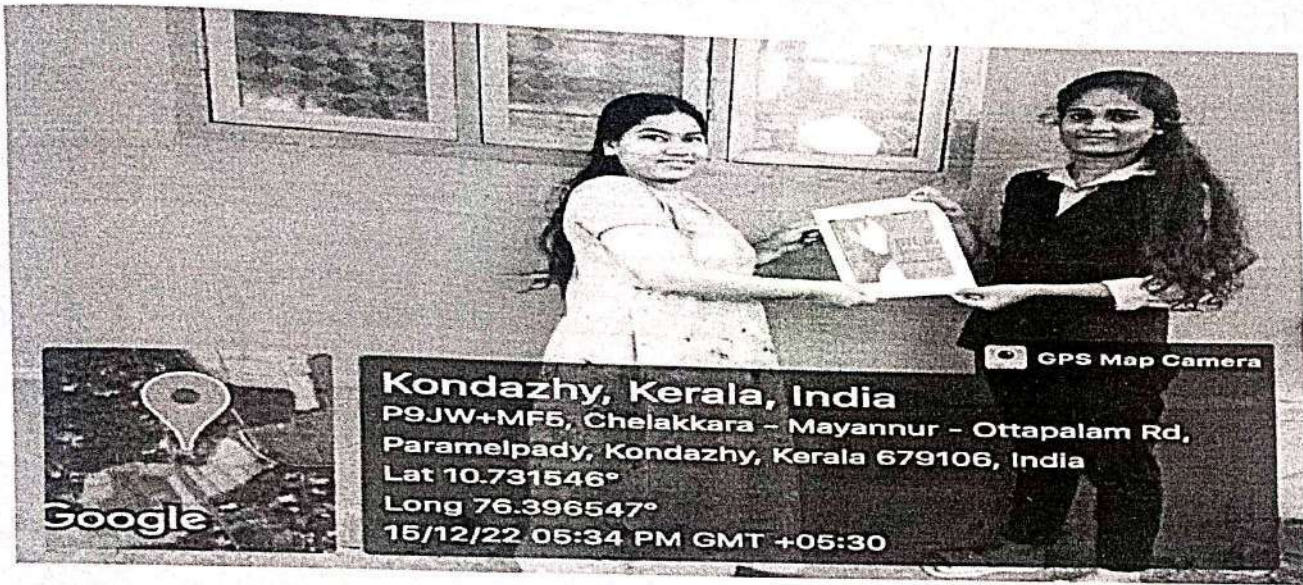 GPS Map Camera
Kondazhy, Kerala, India
P9JW+MF5, Chelakkara - Mayannur - Ottapalam Rd,
Paramelpady, Kondazhy, Kerala 679106, India
Lat 10.731546°
Long 76.396547°
15/12/22 05:34 PM GMT +05:30
Google